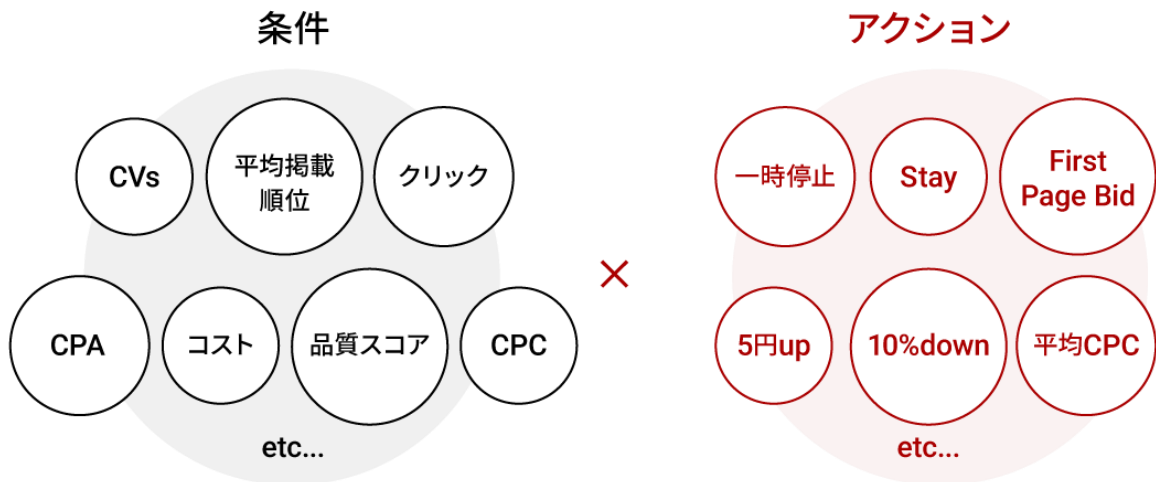 条件
CVs
平均掲載
順位
クリック
CPA
コスト
品質スコア
CPC
etc...
×
アクション
一時停止
Stay
First
Page Bid
5円up
10%down
平均CPC
etc...